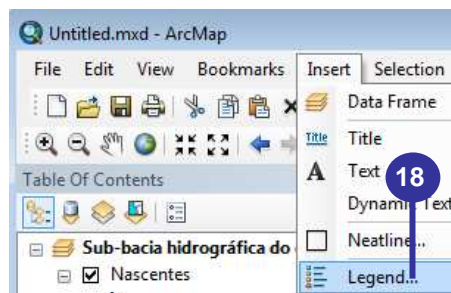 Untitled.mxd - ArcMap
File Edit View Bookmarks Insert Selection
Data Frame
Title Title
A Text
18
Neatline...
Table Of Contents
Sub-bacia hidrográfica do
Nascentes
Legend...